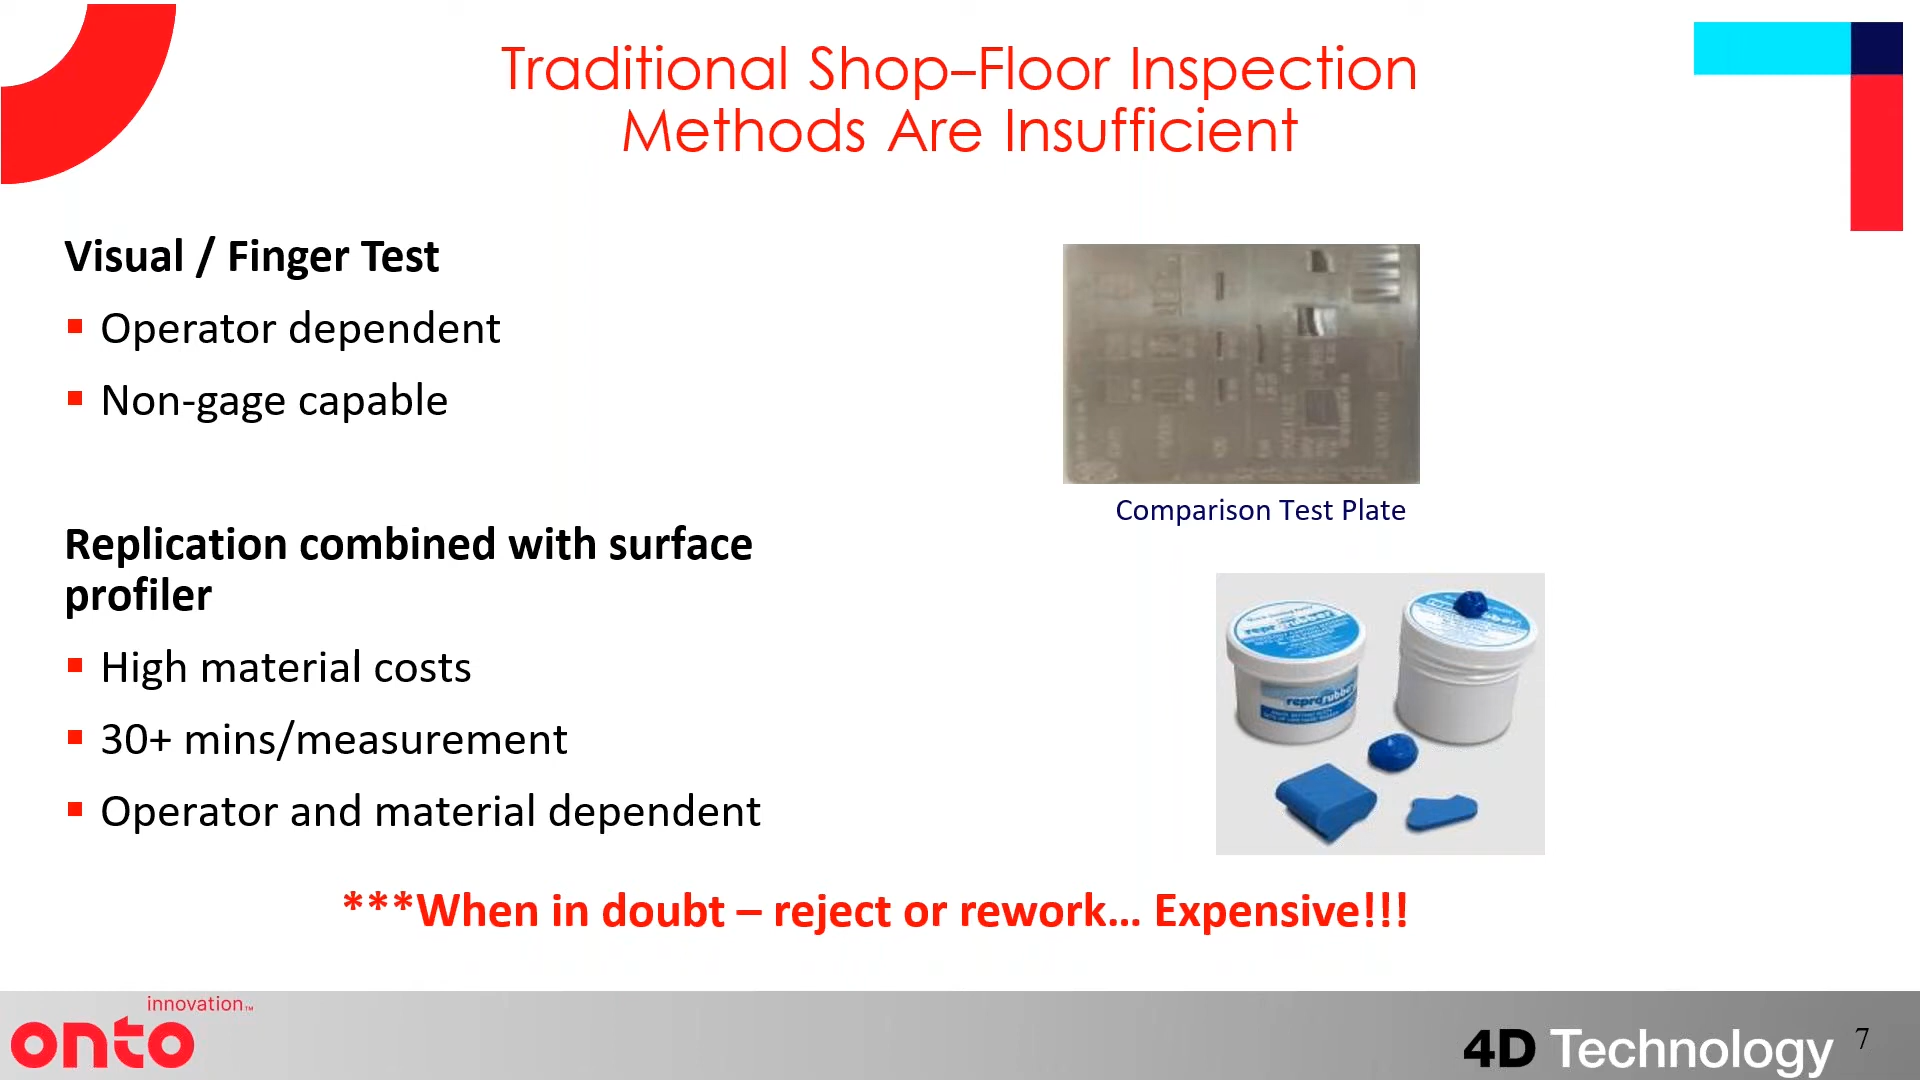 Traditional Shop–Floor Inspection
Methods Are Insufficient
Visual / Finger Test
Operator dependent
Non-gage capable
Comparison Test Plate
Replication combined with surface
profiler
High material costs
30+ mins/measurement
Operator and material dependent
reprorubber
***When in doubt – reject or rework… Expensive!!!
innovation™
onto
4D Technology
7